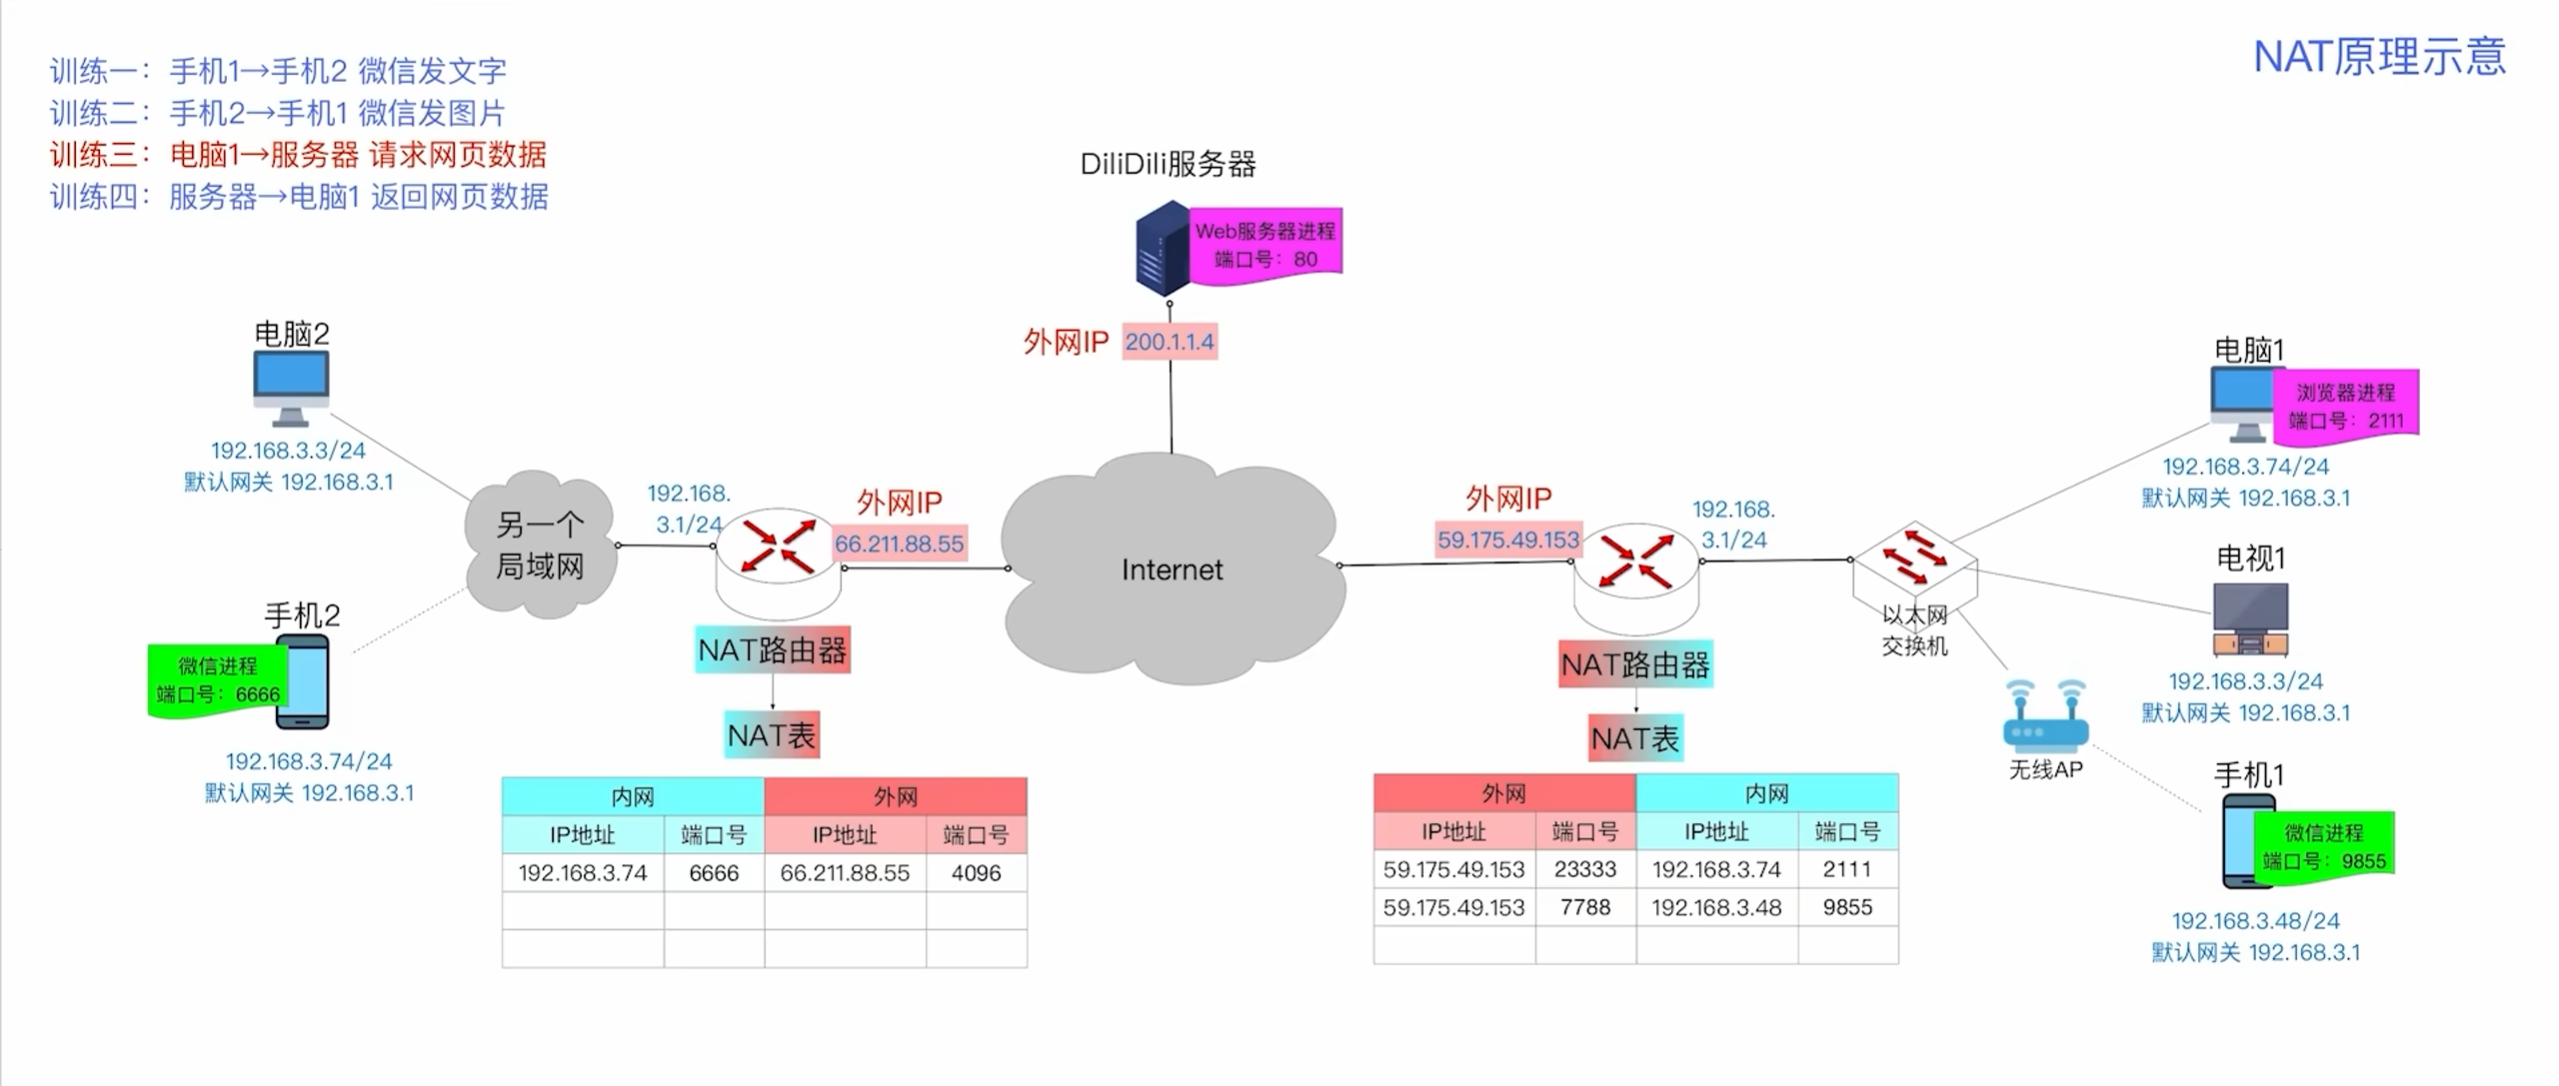 NAT原理示意
训练一：手机1→手机2 微信发文字
训练二：手机2→手机1 微信发图片
训练三：电脑1→服务器 请求网页数据
训练四：服务器→电脑1 返回网页数据
DiliDili服务器
Web服务器进程
端口号：80
外网IP 200.1.1.4
电脑2
192.168.3.3/24
默认网关 192.168.3.1
另一个
局域网
手机2
微信进程
端口号：6666
192.168.3.74/24
默认网关 192.168.3.1
192.168.
3.1/24
外网IP
66.211.88.55
NAT路由器
NAT表
内网 外网
IP地址 端口号 IP地址 端口号
192.168.3.74 6666 66.211.88.55 4096
Internet
外网IP
59.175.49.153
192.168.
3.1/24
NAT路由器
NAT表
外网 内网
IP地址 端口号 IP地址 端口号
59.175.49.153 23333 192.168.3.74 2111
59.175.49.153 7788 192.168.3.48 9855
以太网
交换机
无线AP
电脑1
浏览器进程
端口号：2111
192.168.3.74/24
默认网关 192.168.3.1
电视1
192.168.3.3/24
默认网关 192.168.3.1
手机1
微信进程
端口号：9855
192.168.3.48/24
默认网关 192.168.3.1